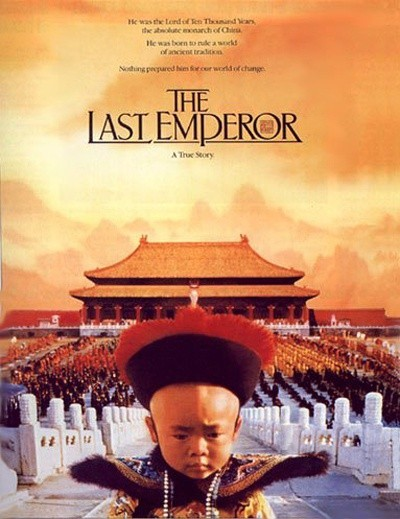 He was the Lord of Ten Thousand Years,
the absolute monarch of China.
He was born to rule a world
of ancient tradition.
Nothing prepared him for our world of change.
THE
LAST EMPEROR
A True Story.